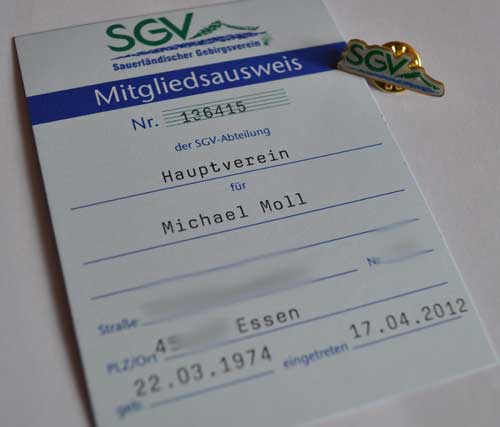 SGV
Sauerländischer Gebirgsverein
SGV
Mitgliedsausweis
Nr. 136415
der SGV-Abteilung
Hauptverein
für
Michael Moll
Straße Nr.
PLZ/Ort 4 Essen
geb. 22.03.1974 eingetreten 17.04.2012